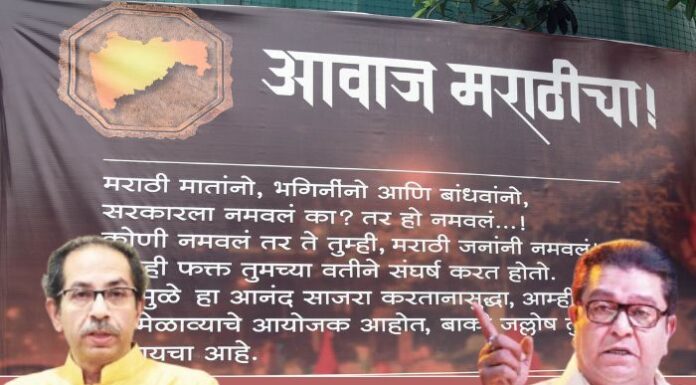 आवाज मराठीचा!
मराठी मातांनो, भगिनींनो आणि बांधवांनो,
सरकारला नमवलं का? तर हो नमवलं...!
कोणी नमवलं तर ते तुम्ही, मराठी जनांनी नमवलं
फक्त तुमच्या वतीने संघर्ष करत होतो.
हा आनंद साजरा करतानासुद्धा,
आयोजक आहोत, जल्लोष
आहे.